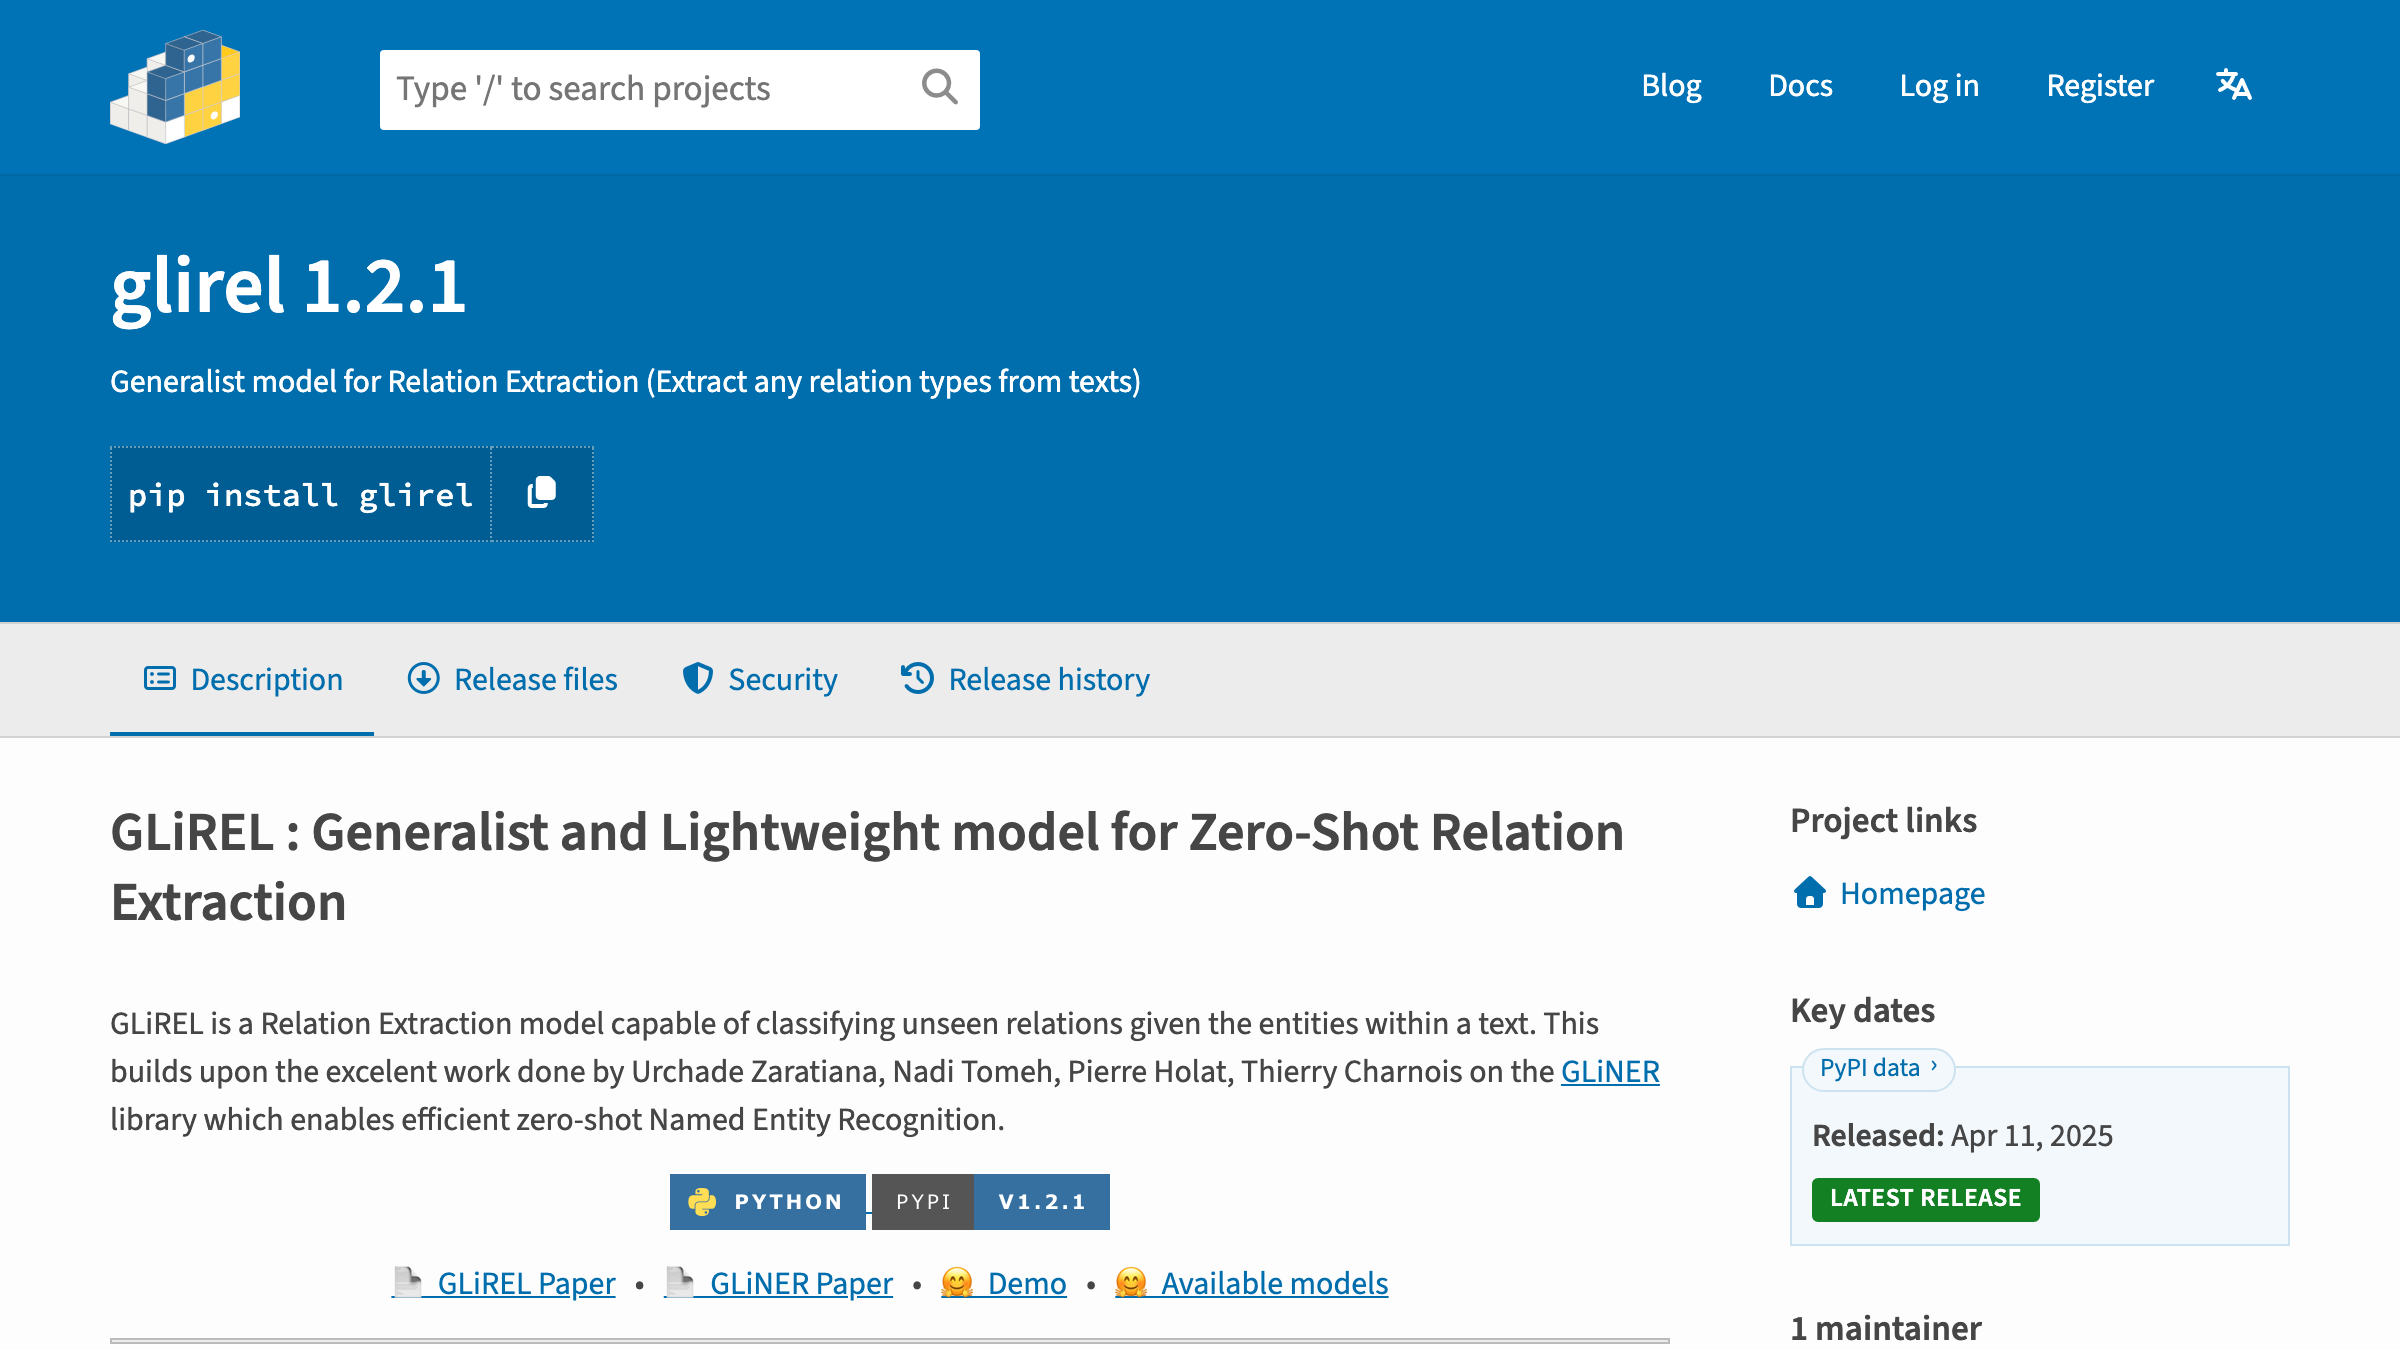 Type '/' to search projects
Blog
Docs
Log in
Register
glirel 1.2.1
Generalist model for Relation Extraction (Extract any relation types from texts)
pip install glirel
Description
Release files
Security
Release history
GLiREL : Generalist and Lightweight model for Zero-Shot Relation
Extraction
GLiREL is a Relation Extraction model capable of classifying unseen relations given the entities within a text. This
builds upon the excelent work done by Urchade Zaratiana, Nadi Tomeh, Pierre Holat, Thierry Charnois on the GLiNER
library which enables efficient zero-shot Named Entity Recognition.
PYTHON
PYPI V1.2.1
GLiREL Paper • GLiNER Paper • 🤗 Demo • 🤗 Available models
Project links
Homepage
Key dates
PyPI data ›
Released: Apr 11, 2025
LATEST RELEASE
1 maintainer